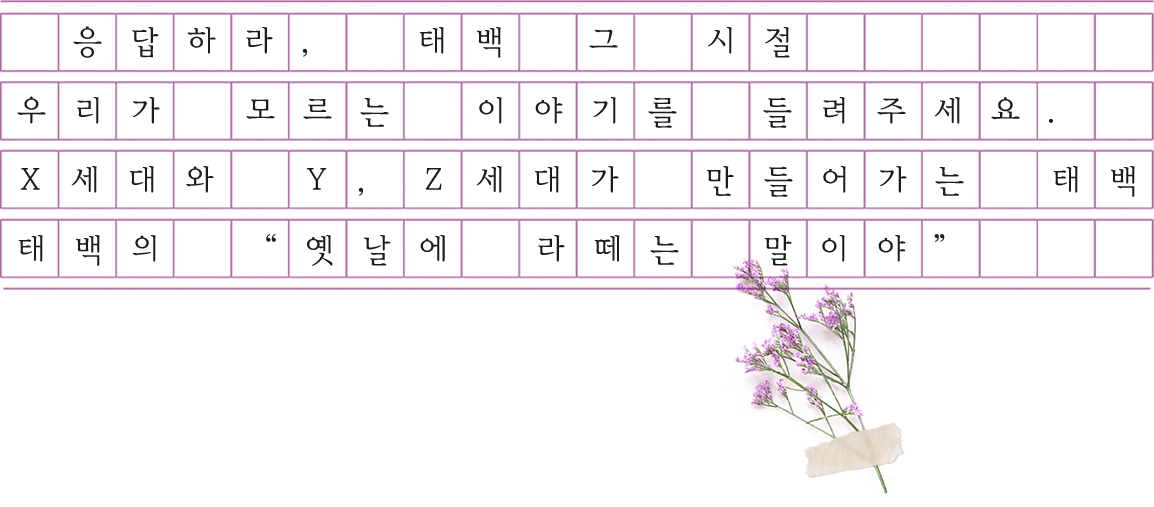 응답하라, 태백 그 시절
우리가 모르는 이야기를 들려주세요.
X세대와 Y, Z세대가 만들어가는 태백
태백의 “옛날에 라떼는 말이야”